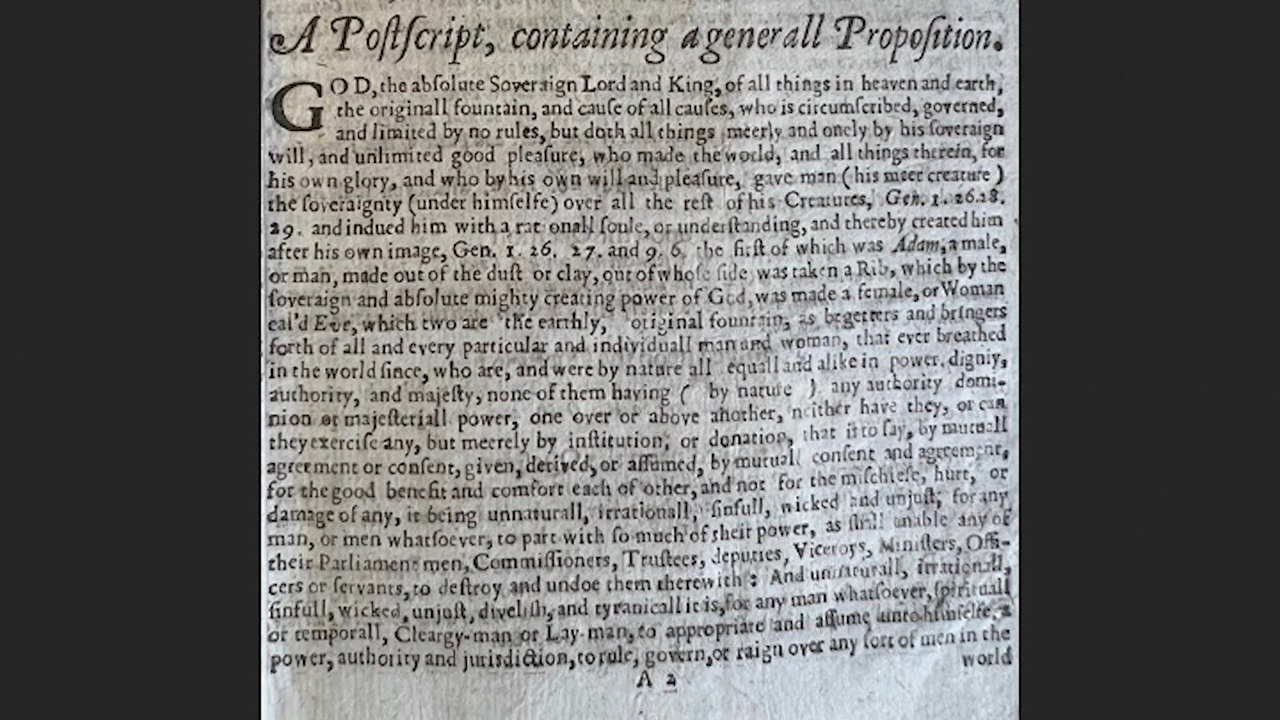 A Poſtſcript, containing a generall Propoſition.
GOD, the abſolute Soveraign Lord and King, of all things in heaven and earth,
the originall fountain, and cauſe of all cauſes, who is circumſcribed, governed,
and limited by no rules, but doth all things meerly and onely by his ſoveraign
will, and unlimited good pleaſure, who made the world, and all things therein, for
his own glory, and who by his own will and pleaſure, gave man (his meer creature)
the ſoveraignty (under himſelfe) over all the reſt of his Creatures, Gen. 1. 26.28.
29. and indued him with a rat onall ſoule, or underſtanding, and thereby created him
after his own image, Gen. 1. 26. 27. and 9. 6. the firſt of which was Adam, a male,
or man, made out of the duſt or clay, out of whoſe ſide was taken a Rib, which by the
ſoveraign and abſolute mighty creating power of God, was made a female, or Woman
cal'd Eve, which two are the earthly, original fountain, as begetters and bringers
forth of all and every particular and individuall man and woman, that ever breathed
in the world ſince, who are, and were by nature all equall and alike in power, digniy,
authority, and majeſty, none of them having ( by nature ) any authority domi-
nion or majeſteriall power, one over or above another, neither have they, or can
they exerciſe any, but meerely by inſtitution, or donation, that is to ſay, by mutuall
agreement or conſent, given, derived, or aſſumed, by mutuall conſent and agreement,
for the good benefit and comfort each of other, and not for the miſchiefe, hurt, or
damage of any, it being unnaturall, irrationall, ſinfull, wicked and unjuſt, for any
man, or men whatſoever, to part with ſo much of their power, as ſhall enable any of
their Parliament men, Commiſſioners, Truſtees, deputies, Viceroys, Miniſters, Offi-
cers or ſervants, to deſtroy and undoe them therewith : And unnaturall, irrationall,
ſinfull, wicked, unjuſt, diveliſh, and tyranicall it is, for any man whatſoever, ſpirituall
or temporall, Cleargy-man or Lay-man, to appropriate and aſſume unto himſelfe, a
power, authority and jurisdiction, to rule, govern, or raign over any ſort of men in the
world
A 2